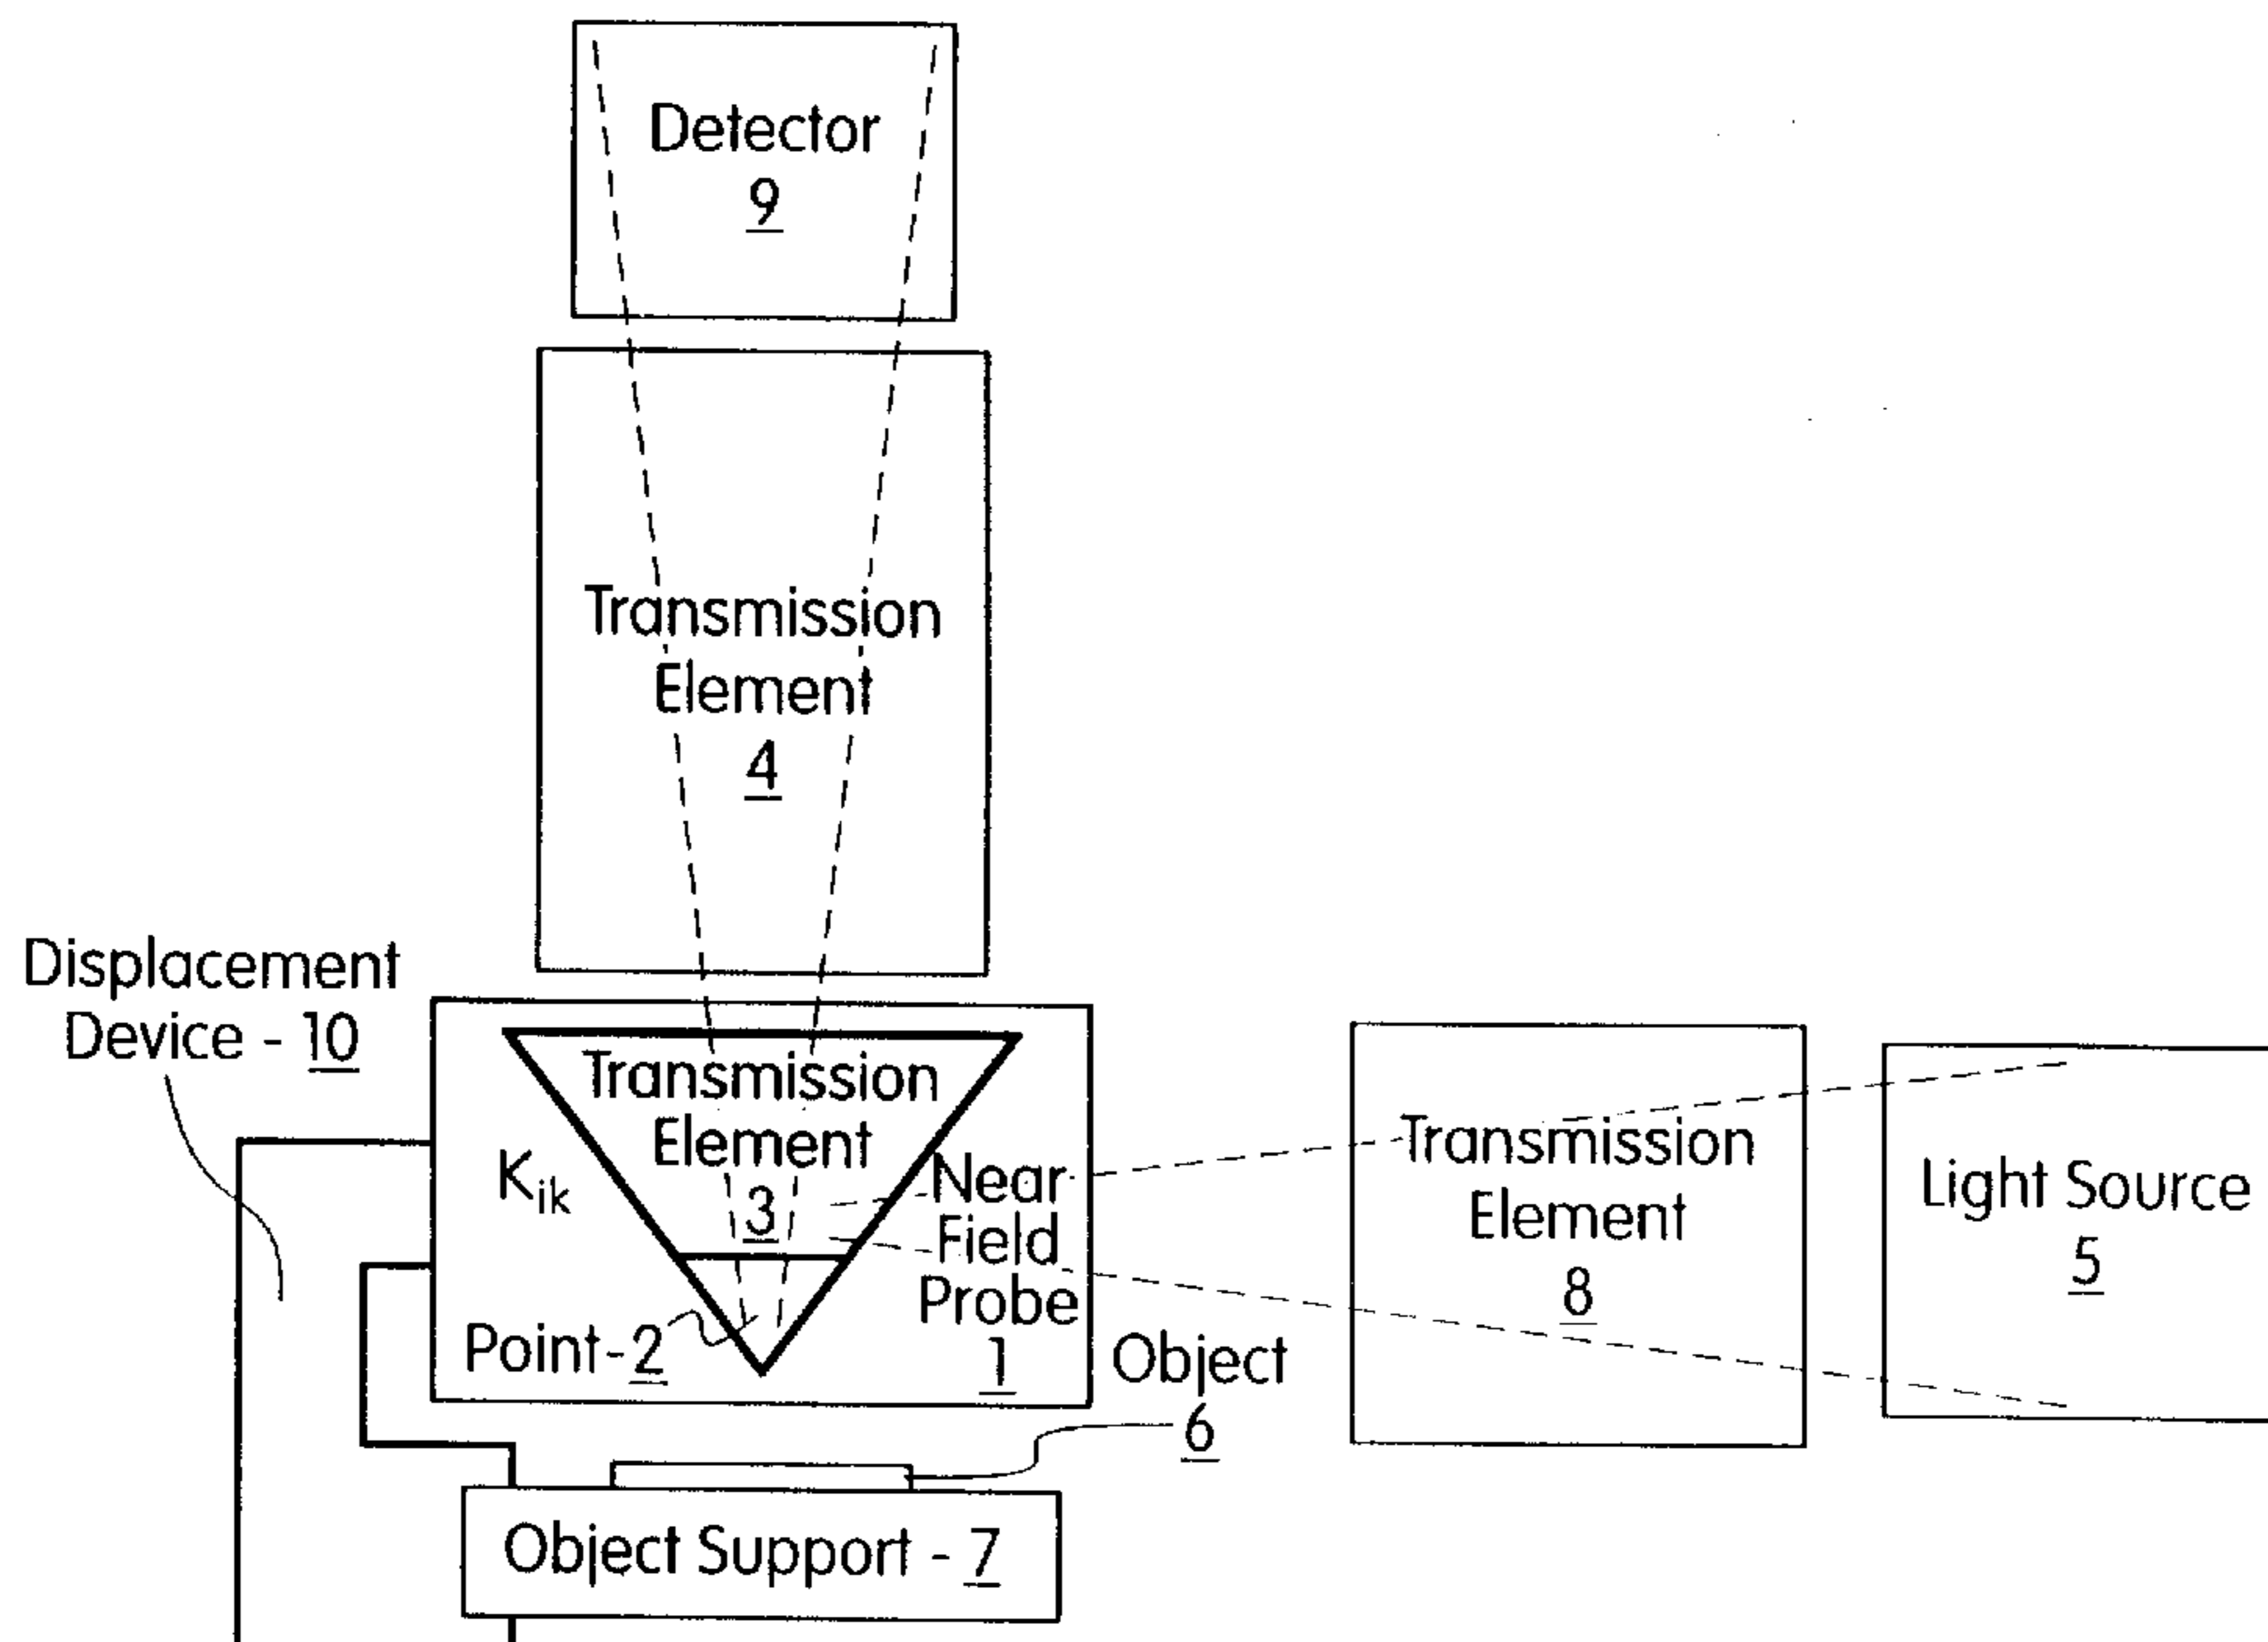 Detector
9
Transmission
Element
4
Displacement
Device - 10
Transmission
Element
3
K_ik
Near
Field
Probe
1
Point-2
Object
6
Transmission
Element
8
Light Source
5
Object Support - 7